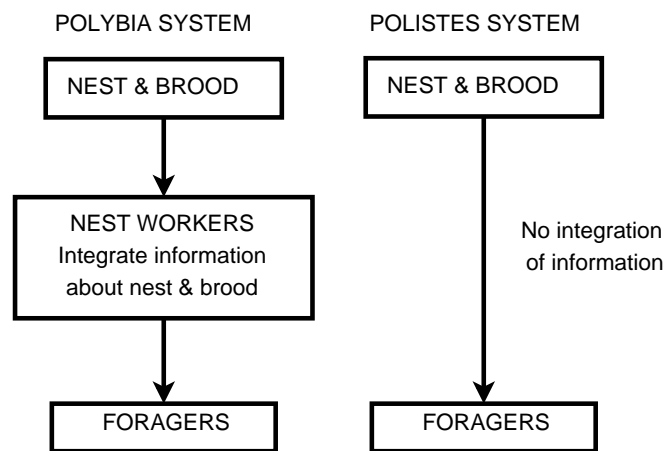 POLYBIA SYSTEM
NEST & BROOD
NEST WORKERS
Integrate information
about nest & brood
FORAGERS
POLISTES SYSTEM
NEST & BROOD
No integration
of information
FORAGERS